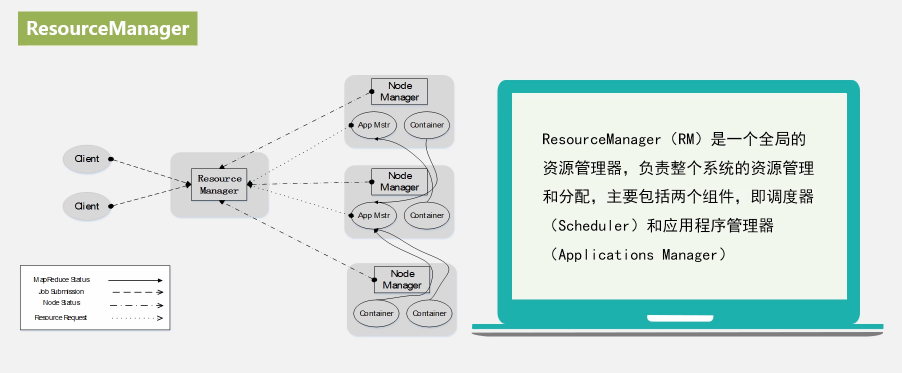 ResourceManager
Node
Manager
App Mstr
Container
Client
Resource
Manager
Client
Node
Manager
App Mstr
Container
Node
Manager
Container
Container
MapReduce Status
Job Submission
Node Status
Resource Request
ResourceManager（RM）是一个全局的
资源管理器，负责整个系统的资源管理
和分配，主要包括两个组件，即调度器
（Scheduler）和应用程序管理器
（Applications Manager）